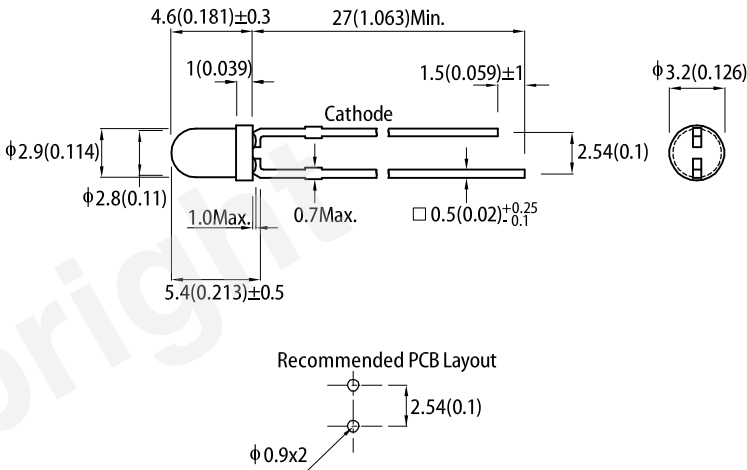 4.6(0.181)±0.3
27(1.063)Min.
1(0.039)
1.5(0.059)±1
ϕ3.2(0.126)
Cathode
ϕ2.9(0.114)
2.54(0.1)
ϕ2.8(0.11)
1.0Max.
0.7Max.
□ 0.5(0.02)+0.25 -0.1
5.4(0.213)±0.5
bright
Recommended PCB Layout
2.54(0.1)
ϕ0.9x2